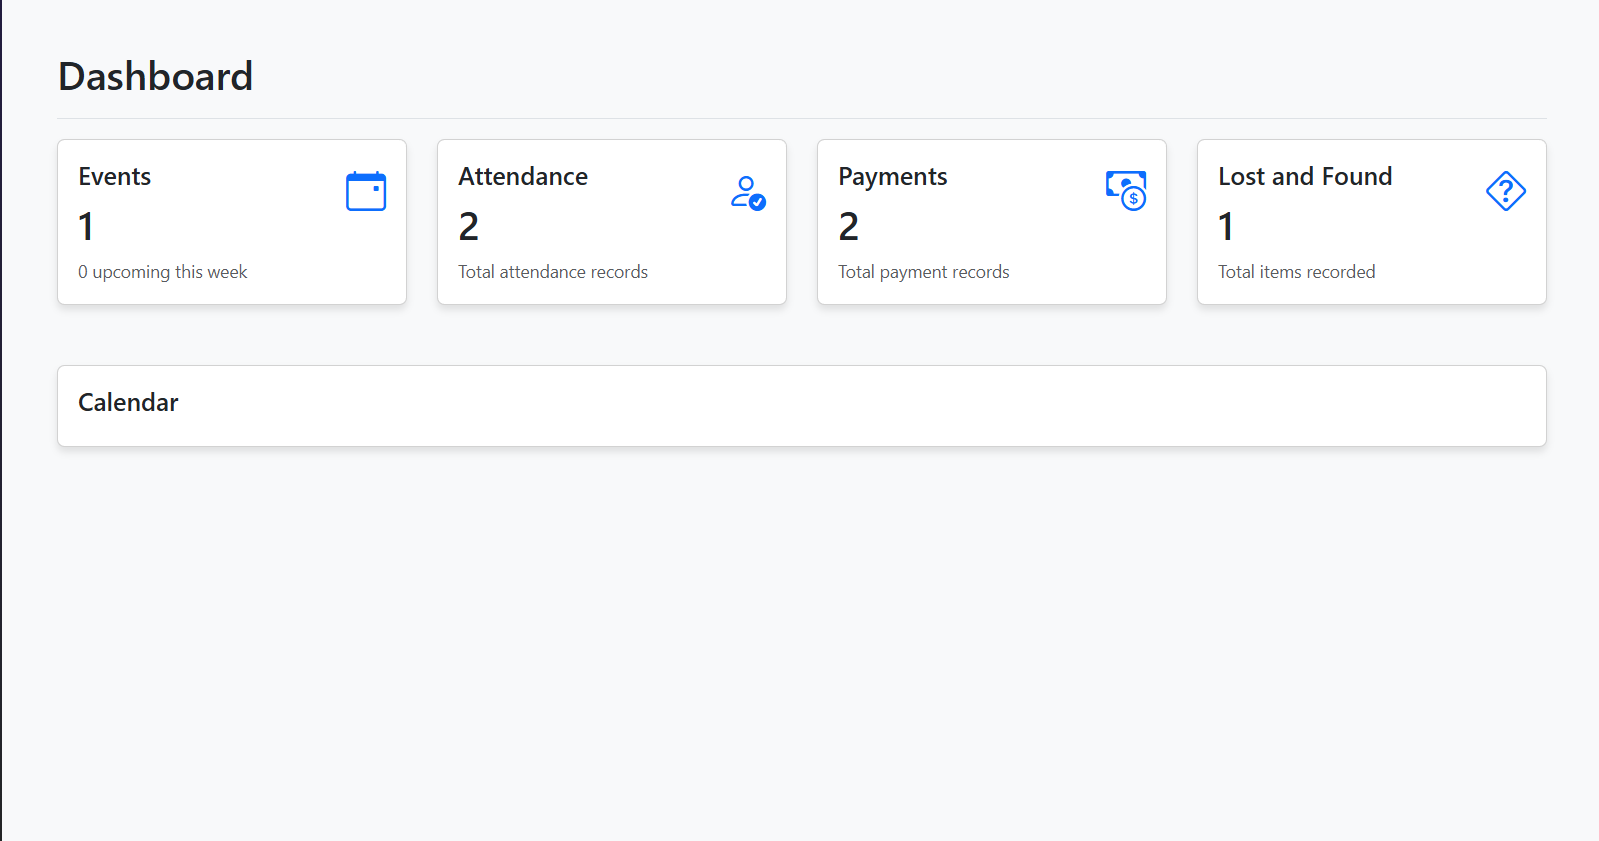 Dashboard
Events
1
0 upcoming this week
Attendance
2
Total attendance records
Payments
2
Total payment records
Lost and Found
1
Total items recorded
Calendar